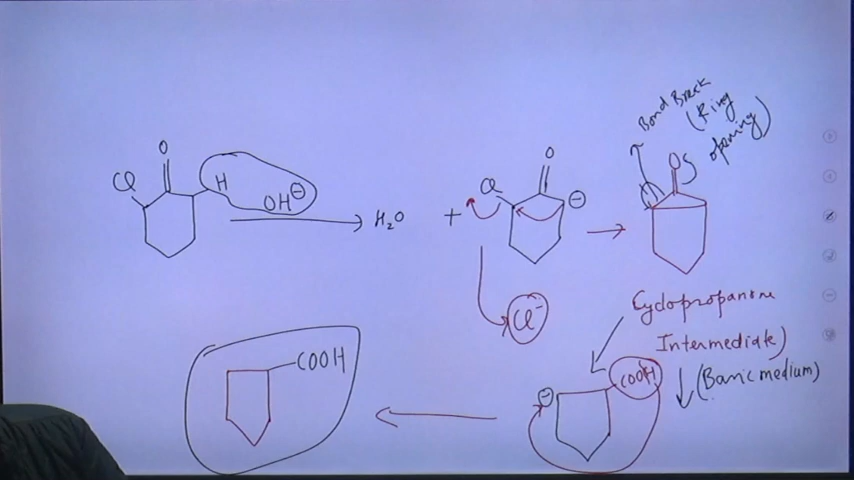 Bond Break
(Ring
opening)
O
Cl
H
OH⊖
H₂O
+
O
Cl
⊖
O
Cl⁻
Cyclopropanone
Intermediate)
(Basic medium)
⊖
COOH
COOH